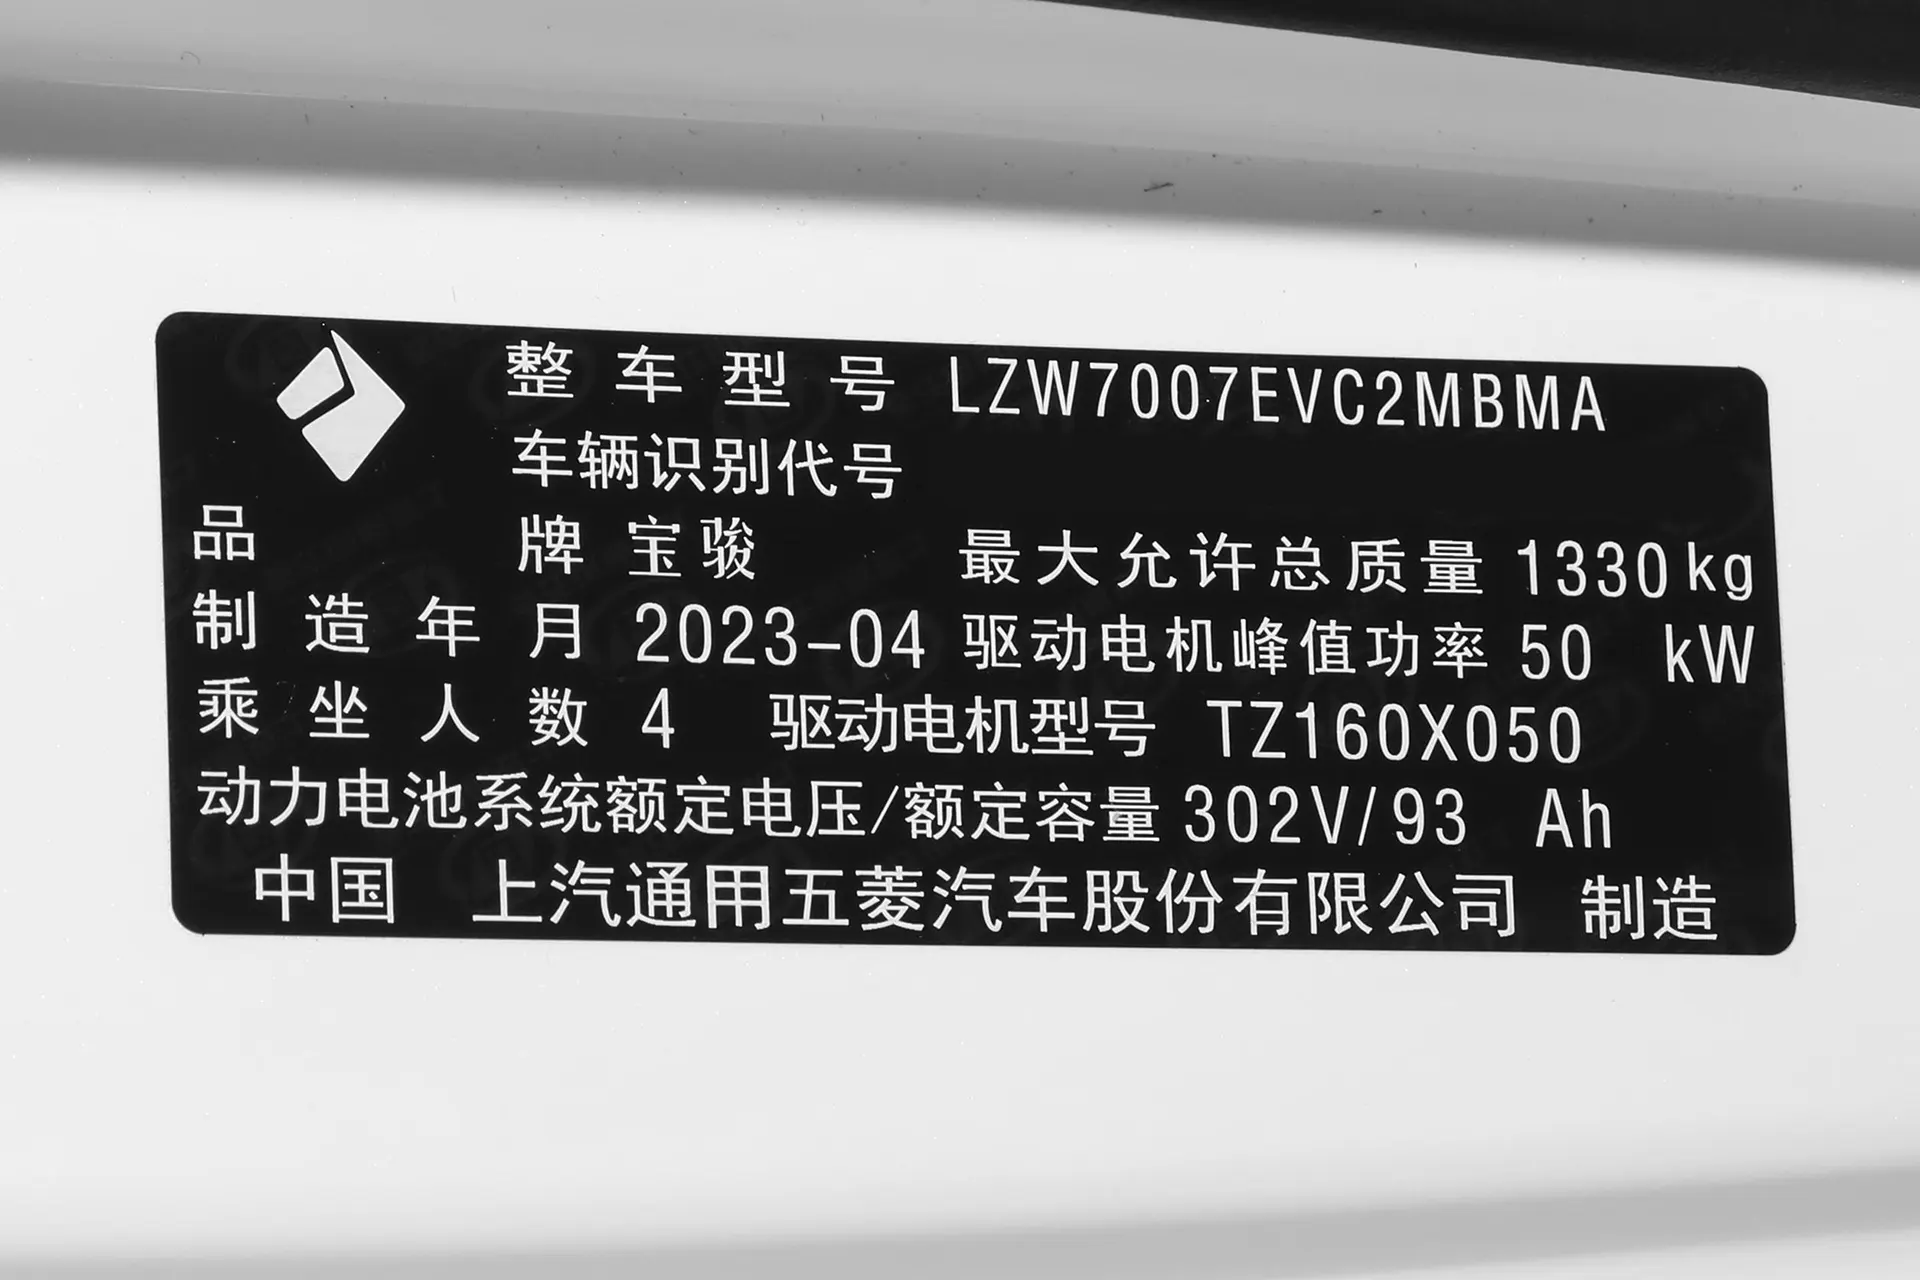 整车型号 LZW7007EVC2MBMA
车辆识别代号
品牌 宝骏 最大允许总质量 1330kg
制造年月 2023-04 驱动电机峰值功率 50 kW
乘坐人数 4 驱动电机型号 TZ160X050
动力电池系统额定电压/额定容量 302V/93 Ah
中国 上汽通用五菱汽车股份有限公司 制造